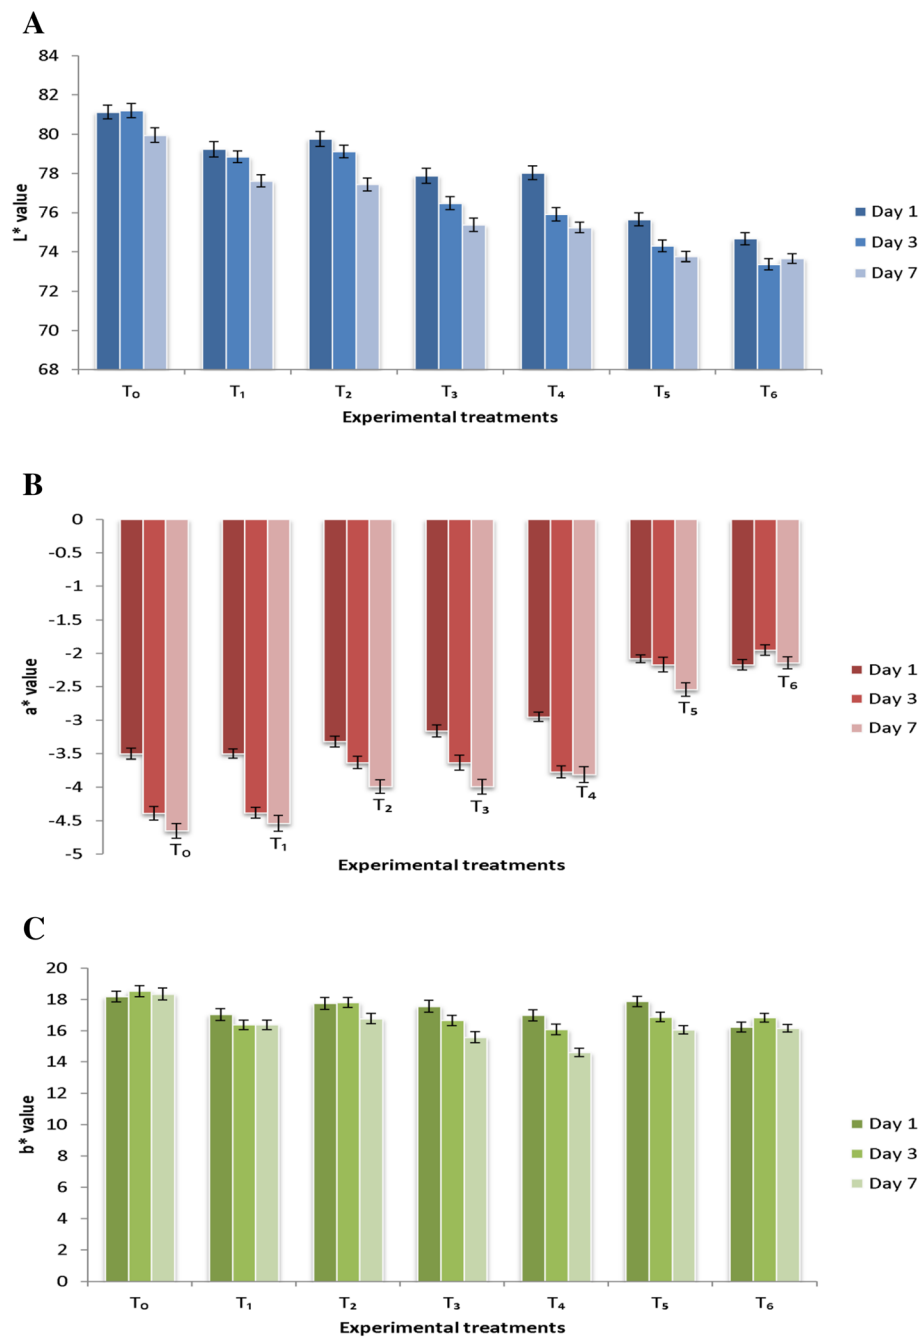 A
84
82
80
78
76
74
72
70
68
L* value
T₀ T₁ T₂ T₃ T₄ T₅ T₆
Experimental treatments
Day 1
Day 3
Day 7
B
0
-0.5
-1
-1.5
-2
-2.5
-3
-3.5
-4
-4.5
-5
a* value
T₀ T₁ T₂ T₃ T₄ T₅ T₆
Experimental treatments
Day 1
Day 3
Day 7
C
20
18
16
14
12
10
8
6
4
2
0
b* value
T₀ T₁ T₂ T₃ T₄ T₅ T₆
Experimental treatments
Day 1
Day 3
Day 7